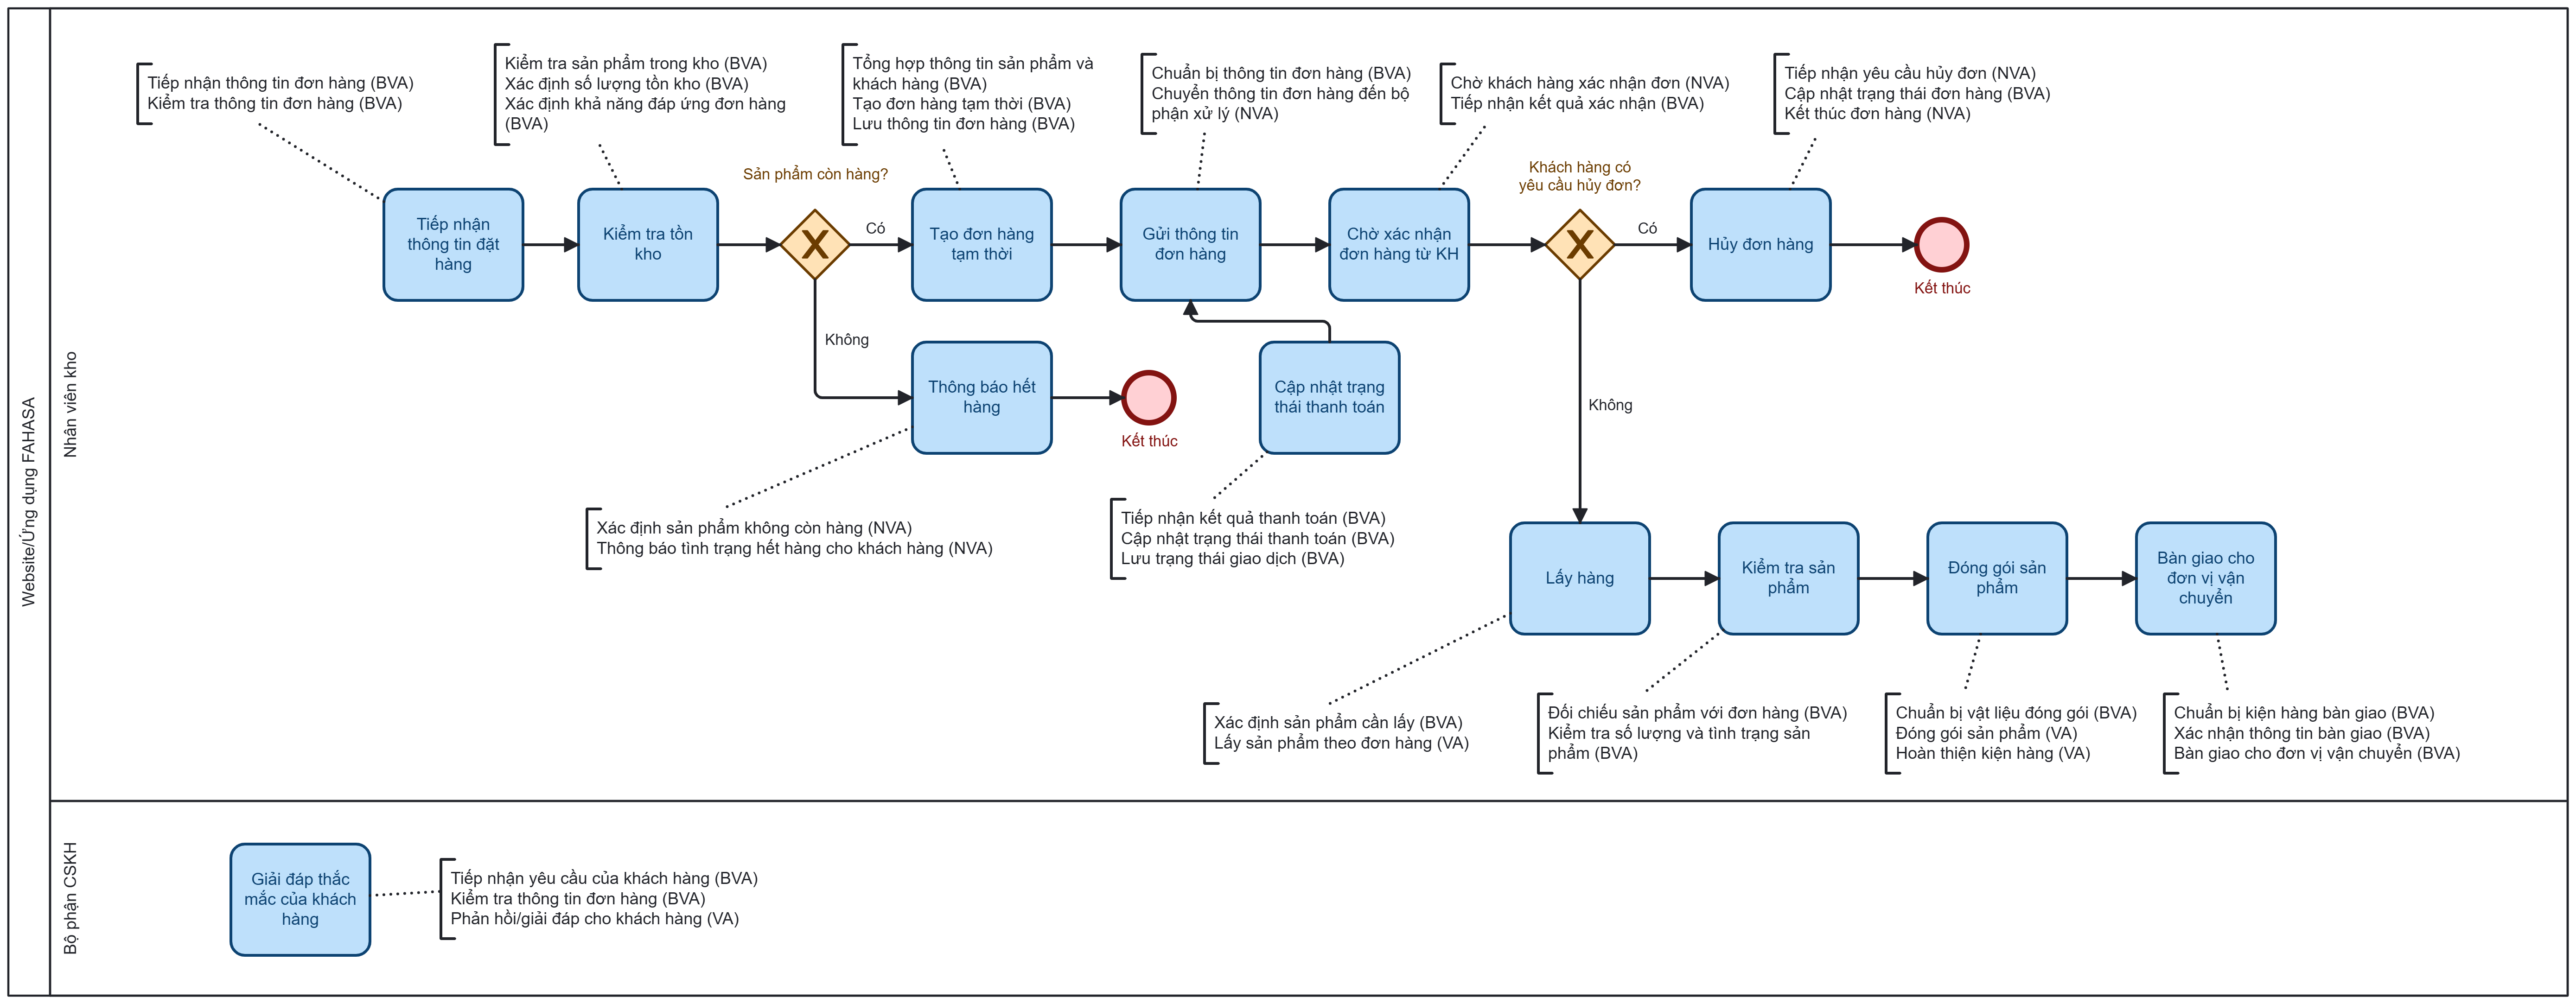 Website/Ứng dụng FAHASA
Nhân viên kho
Tiếp nhận thông tin đơn hàng (BVA)
Kiểm tra thông tin đơn hàng (BVA)
Kiểm tra sản phẩm trong kho (BVA)
Xác định số lượng tồn kho (BVA)
Xác định khả năng đáp ứng đơn hàng
(BVA)
Tổng hợp thông tin sản phẩm và
khách hàng (BVA)
Tạo đơn hàng tạm thời (BVA)
Lưu thông tin đơn hàng (BVA)
Chuẩn bị thông tin đơn hàng (BVA)
Chuyển thông tin đơn hàng đến bộ
phận xử lý (NVA)
Chờ khách hàng xác nhận đơn (NVA)
Tiếp nhận kết quả xác nhận (BVA)
Tiếp nhận yêu cầu hủy đơn (NVA)
Cập nhật trạng thái đơn hàng (BVA)
Kết thúc đơn hàng (NVA)
Tiếp nhận
thông tin đặt
hàng
Kiểm tra tồn
kho
Sản phẩm còn hàng?
X
Có
Tạo đơn hàng
tạm thời
Gửi thông tin
đơn hàng
Chờ xác nhận
đơn hàng từ KH
Khách hàng có
yêu cầu hủy đơn?
X
Có
Hủy đơn hàng
Kết thúc
Không
Thông báo hết
hàng
Kết thúc
Cập nhật trạng
thái thanh toán
Không
Xác định sản phẩm không còn hàng (NVA)
Thông báo tình trạng hết hàng cho khách hàng (NVA)
Tiếp nhận kết quả thanh toán (BVA)
Cập nhật trạng thái thanh toán (BVA)
Lưu trạng thái giao dịch (BVA)
Lấy hàng
Kiểm tra sản
phẩm
Đóng gói sản
phẩm
Bàn giao cho
đơn vị vận
chuyển
Xác định sản phẩm cần lấy (BVA)
Lấy sản phẩm theo đơn hàng (VA)
Đối chiếu sản phẩm với đơn hàng (BVA)
Kiểm tra số lượng và tình trạng sản
phẩm (BVA)
Chuẩn bị vật liệu đóng gói (BVA)
Đóng gói sản phẩm (VA)
Hoàn thiện kiện hàng (VA)
Chuẩn bị kiện hàng bàn giao (BVA)
Xác nhận thông tin bàn giao (BVA)
Bàn giao cho đơn vị vận chuyển (BVA)
Bộ phận CSKH
Giải đáp thắc
mắc của khách
hàng
Tiếp nhận yêu cầu của khách hàng (BVA)
Kiểm tra thông tin đơn hàng (BVA)
Phản hồi/giải đáp cho khách hàng (VA)